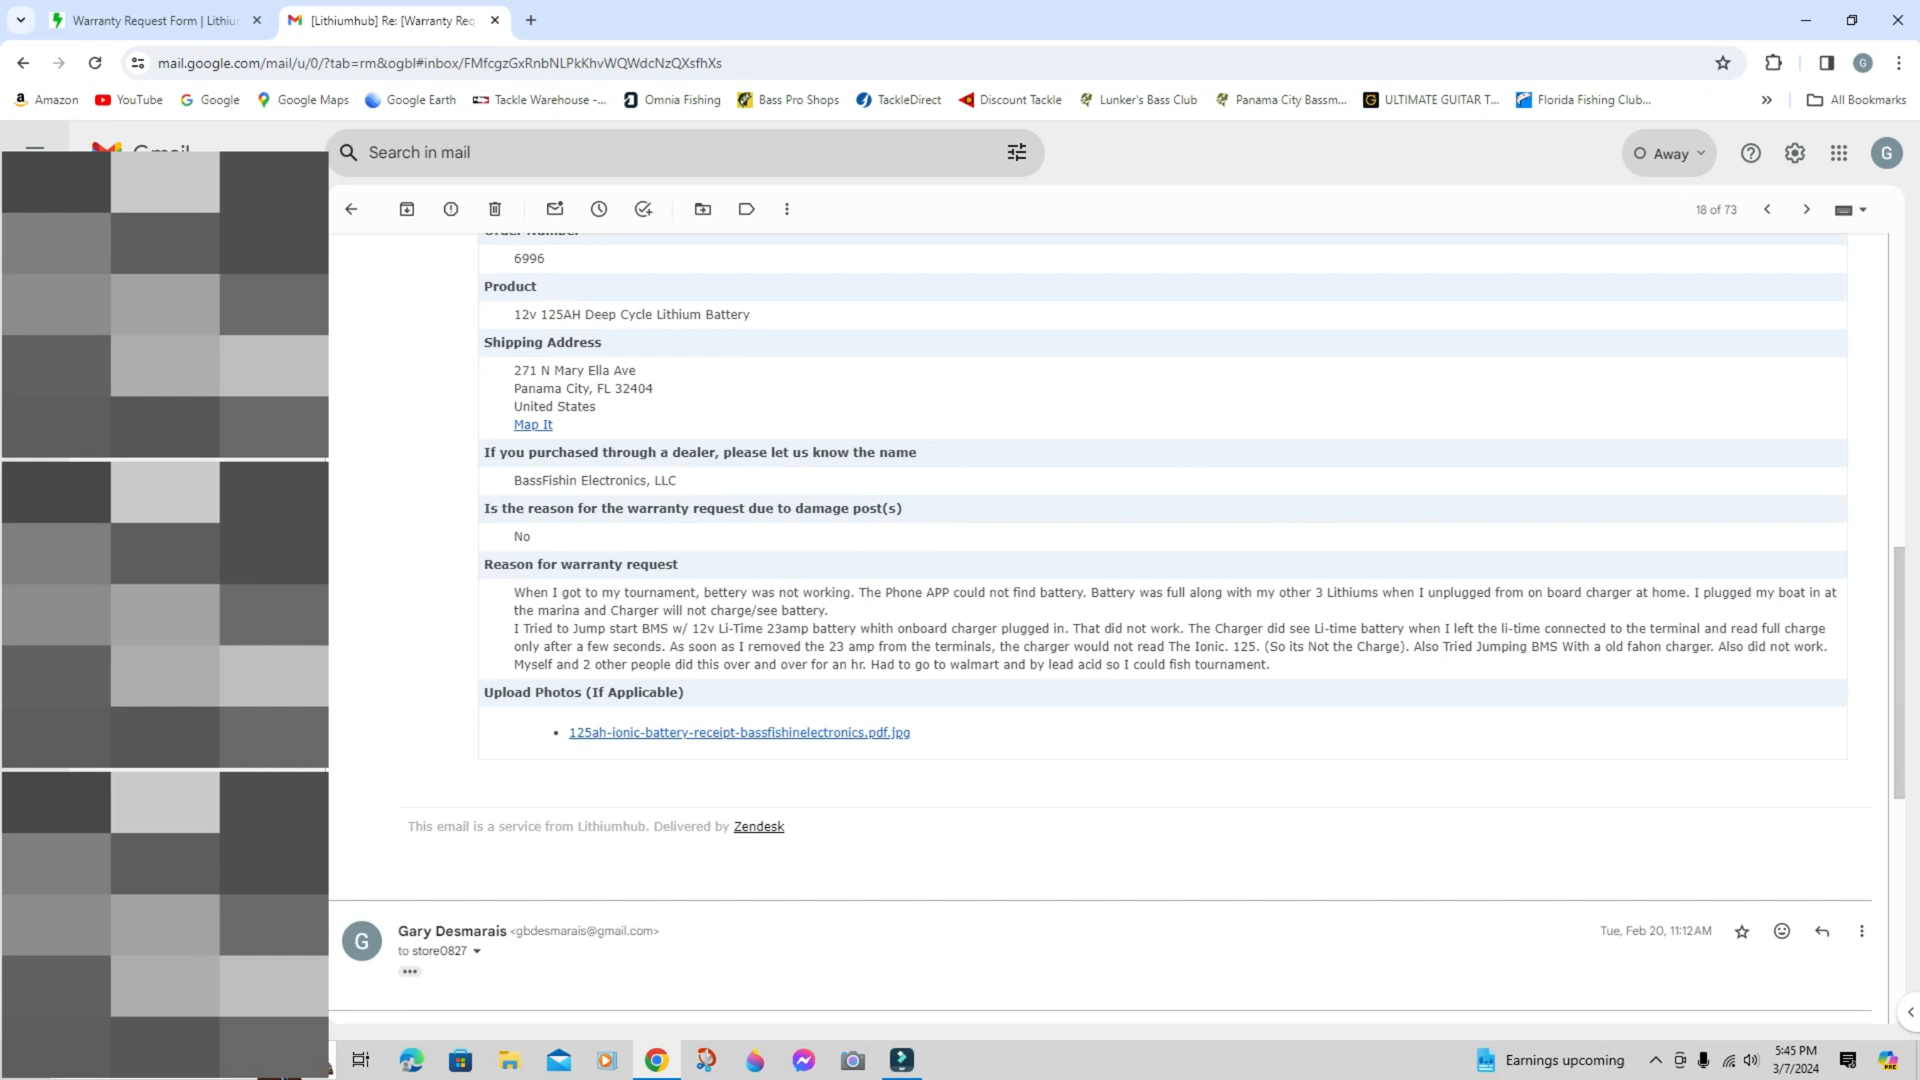 Warranty Request Form | Lithiu
[Lithiumhub] Re: [Warranty Req
mail.google.com/mail/u/0/?tab=rm&ogbl#inbox/FMfcgzGxRnbNLPkKhvWQWdcNzQXsfhXs
G
Amazon YouTube Google Google Maps Google Earth Tackle Warehouse -... Omnia Fishing Bass Pro Shops TackleDirect Discount Tackle Lunker's Bass Club Panama City Bassm... ULTIMATE GUITAR T... Florida Fishing Club... » All Bookmarks
Gmail
Search in mail
Away
G
18 of 73
Order Number
6996
Product
12v 125AH Deep Cycle Lithium Battery
Shipping Address
271 N Mary Ella Ave
Panama City, FL 32404
United States
Map It
If you purchased through a dealer, please let us know the name
BassFishin Electronics, LLC
Is the reason for the warranty request due to damage post(s)
No
Reason for warranty request
When I got to my tournament, bettery was not working. The Phone APP could not find battery. Battery was full along with my other 3 Lithiums when I unplugged from on board charger at home. I plugged my boat in at
the marina and Charger will not charge/see battery.
I Tried to Jump start BMS w/ 12v Li-Time 23amp battery whith onboard charger plugged in. That did not work. The Charger did see Li-time battery when I left the li-time connected to the terminal and read full charge
only after a few seconds. As soon as I removed the 23 amp from the terminals, the charger would not read The Ionic. 125. (So its Not the Charge). Also Tried Jumping BMS With a old fahon charger. Also did not work.
Myself and 2 other people did this over and over for an hr. Had to go to walmart and by lead acid so I could fish tournament.
Upload Photos (If Applicable)
• 125ah-ionic-battery-receipt-bassfishinelectronics.pdf.jpg
This email is a service from Lithiumhub. Delivered by Zendesk
G
Gary Desmarais <gbdesmarais@gmail.com>
Tue, Feb 20, 11:12 AM
to store0827
Earnings upcoming
5:45 PM
3/7/2024
PRE